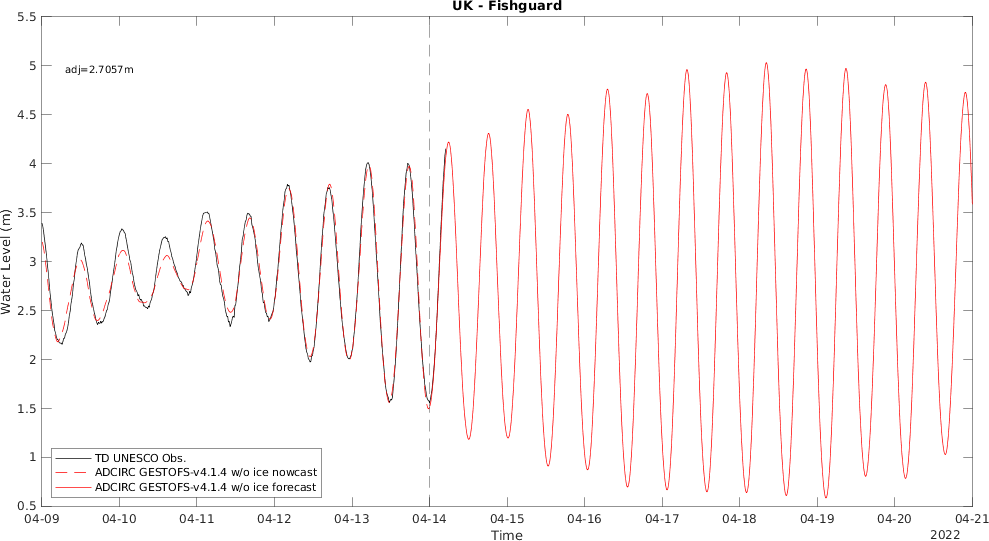 UK - Fishguard
adj=2.7057m
5.5
5
4.5
4
3.5
3
2.5
2
1.5
1
0.5
Water Level (m)
TD UNESCO Obs.
ADCIRC GESTOFS-v4.1.4 w/o ice nowcast
ADCIRC GESTOFS-v4.1.4 w/o ice forecast
04-09 04-10 04-11 04-12 04-13 04-14 04-15 04-16 04-17 04-18 04-19 04-20 04-21
Time
2022